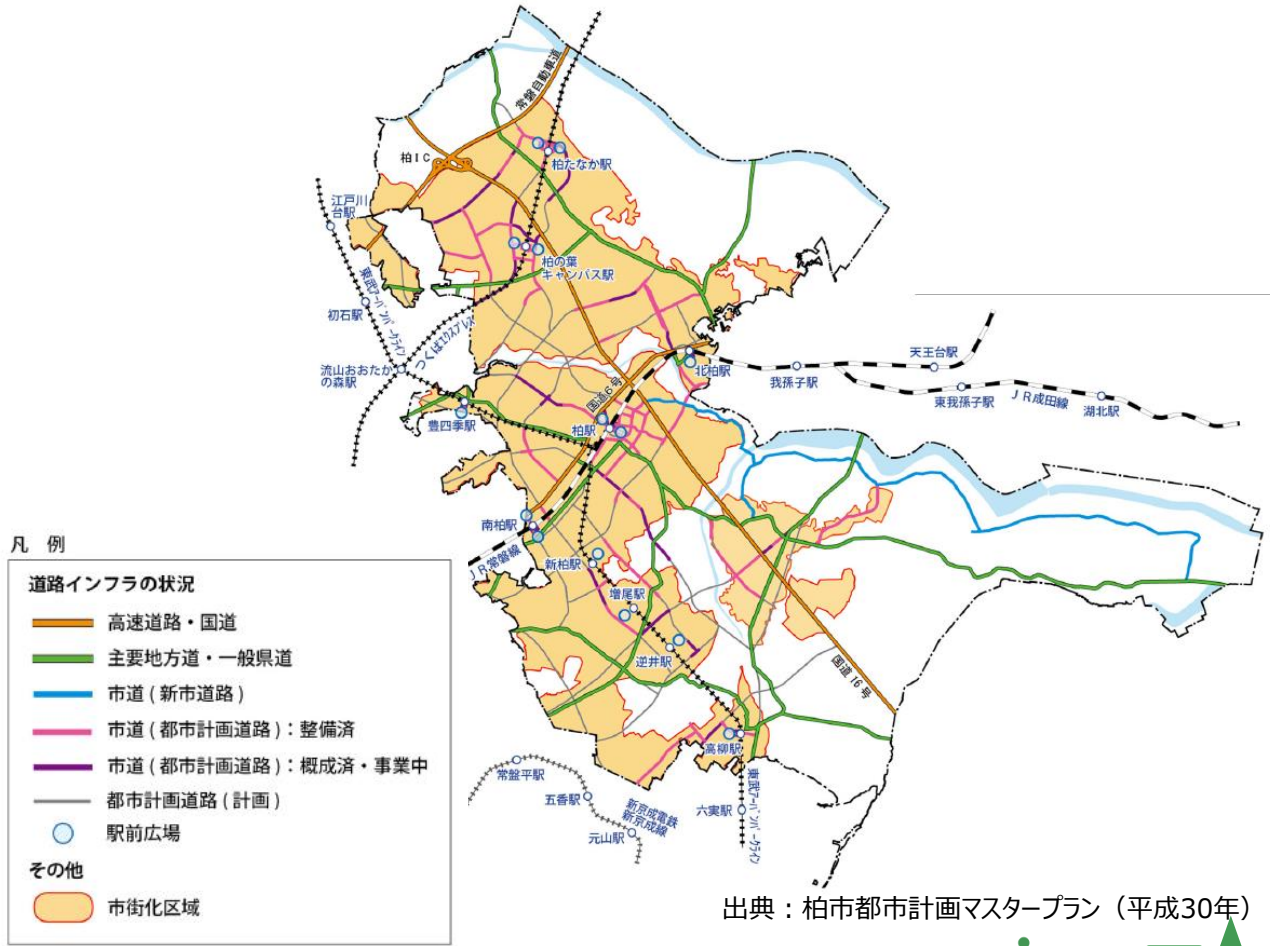 常磐自動車道
柏IC
柏たなか駅
江戸川
台駅
柏の葉
キャンパス駅
東武アーバンパークライン
初石駅
つくばエクスプレス
流山おおたか
の森駅
国道6号
北柏駅
我孫子駅
天王台駅
東我孫子駅
JR成田線
湖北駅
豊四季駅
柏駅
南柏駅
JR常磐線
新柏駅
増尾駅
逆井駅
国道16号
高柳駅
常盤平駅
五香駅
元山駅
新京成電鉄
新京成線
六実駅
東武アーバンパークライン
凡 例
道路インフラの状況
高速道路・国道
主要地方道・一般県道
市道(新市道路)
市道(都市計画道路):整備済
市道(都市計画道路):概成済・事業中
都市計画道路(計画)
駅前広場
その他
市街化区域
出典:柏市都市計画マスタープラン(平成30年)